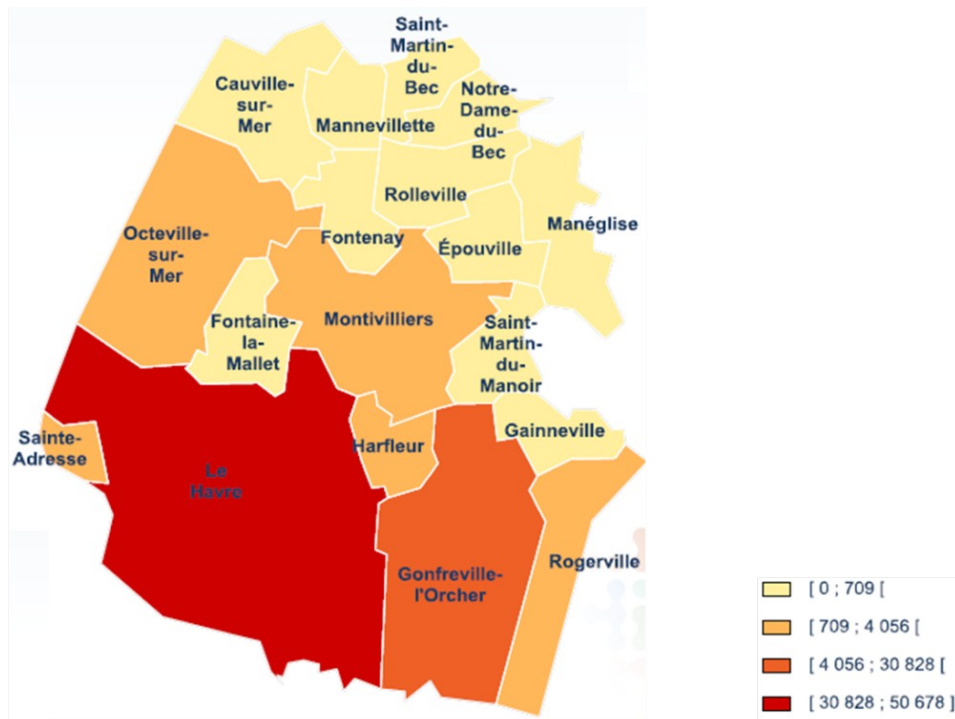 Saint-
Martin-
du-
Bec
Cauville-
sur-
Mer
Notre-
Dame-
du-
Bec
Mannevillette
Rolleville
Manéglise
Octeville-
sur-
Mer
Fontenay
Épouville
Fontaine-
la-
Mallet
Montivilliers
Saint-
Martin-
du-
Manoir
Sainte-
Adresse
Harfleur
Gainneville
Le
Havre
Gonfreville-
l'Orcher
Rogerville
[ 0 ; 709 [
[ 709 ; 4 056 [
[ 4 056 ; 30 828 [
[ 30 828 ; 50 678 ]